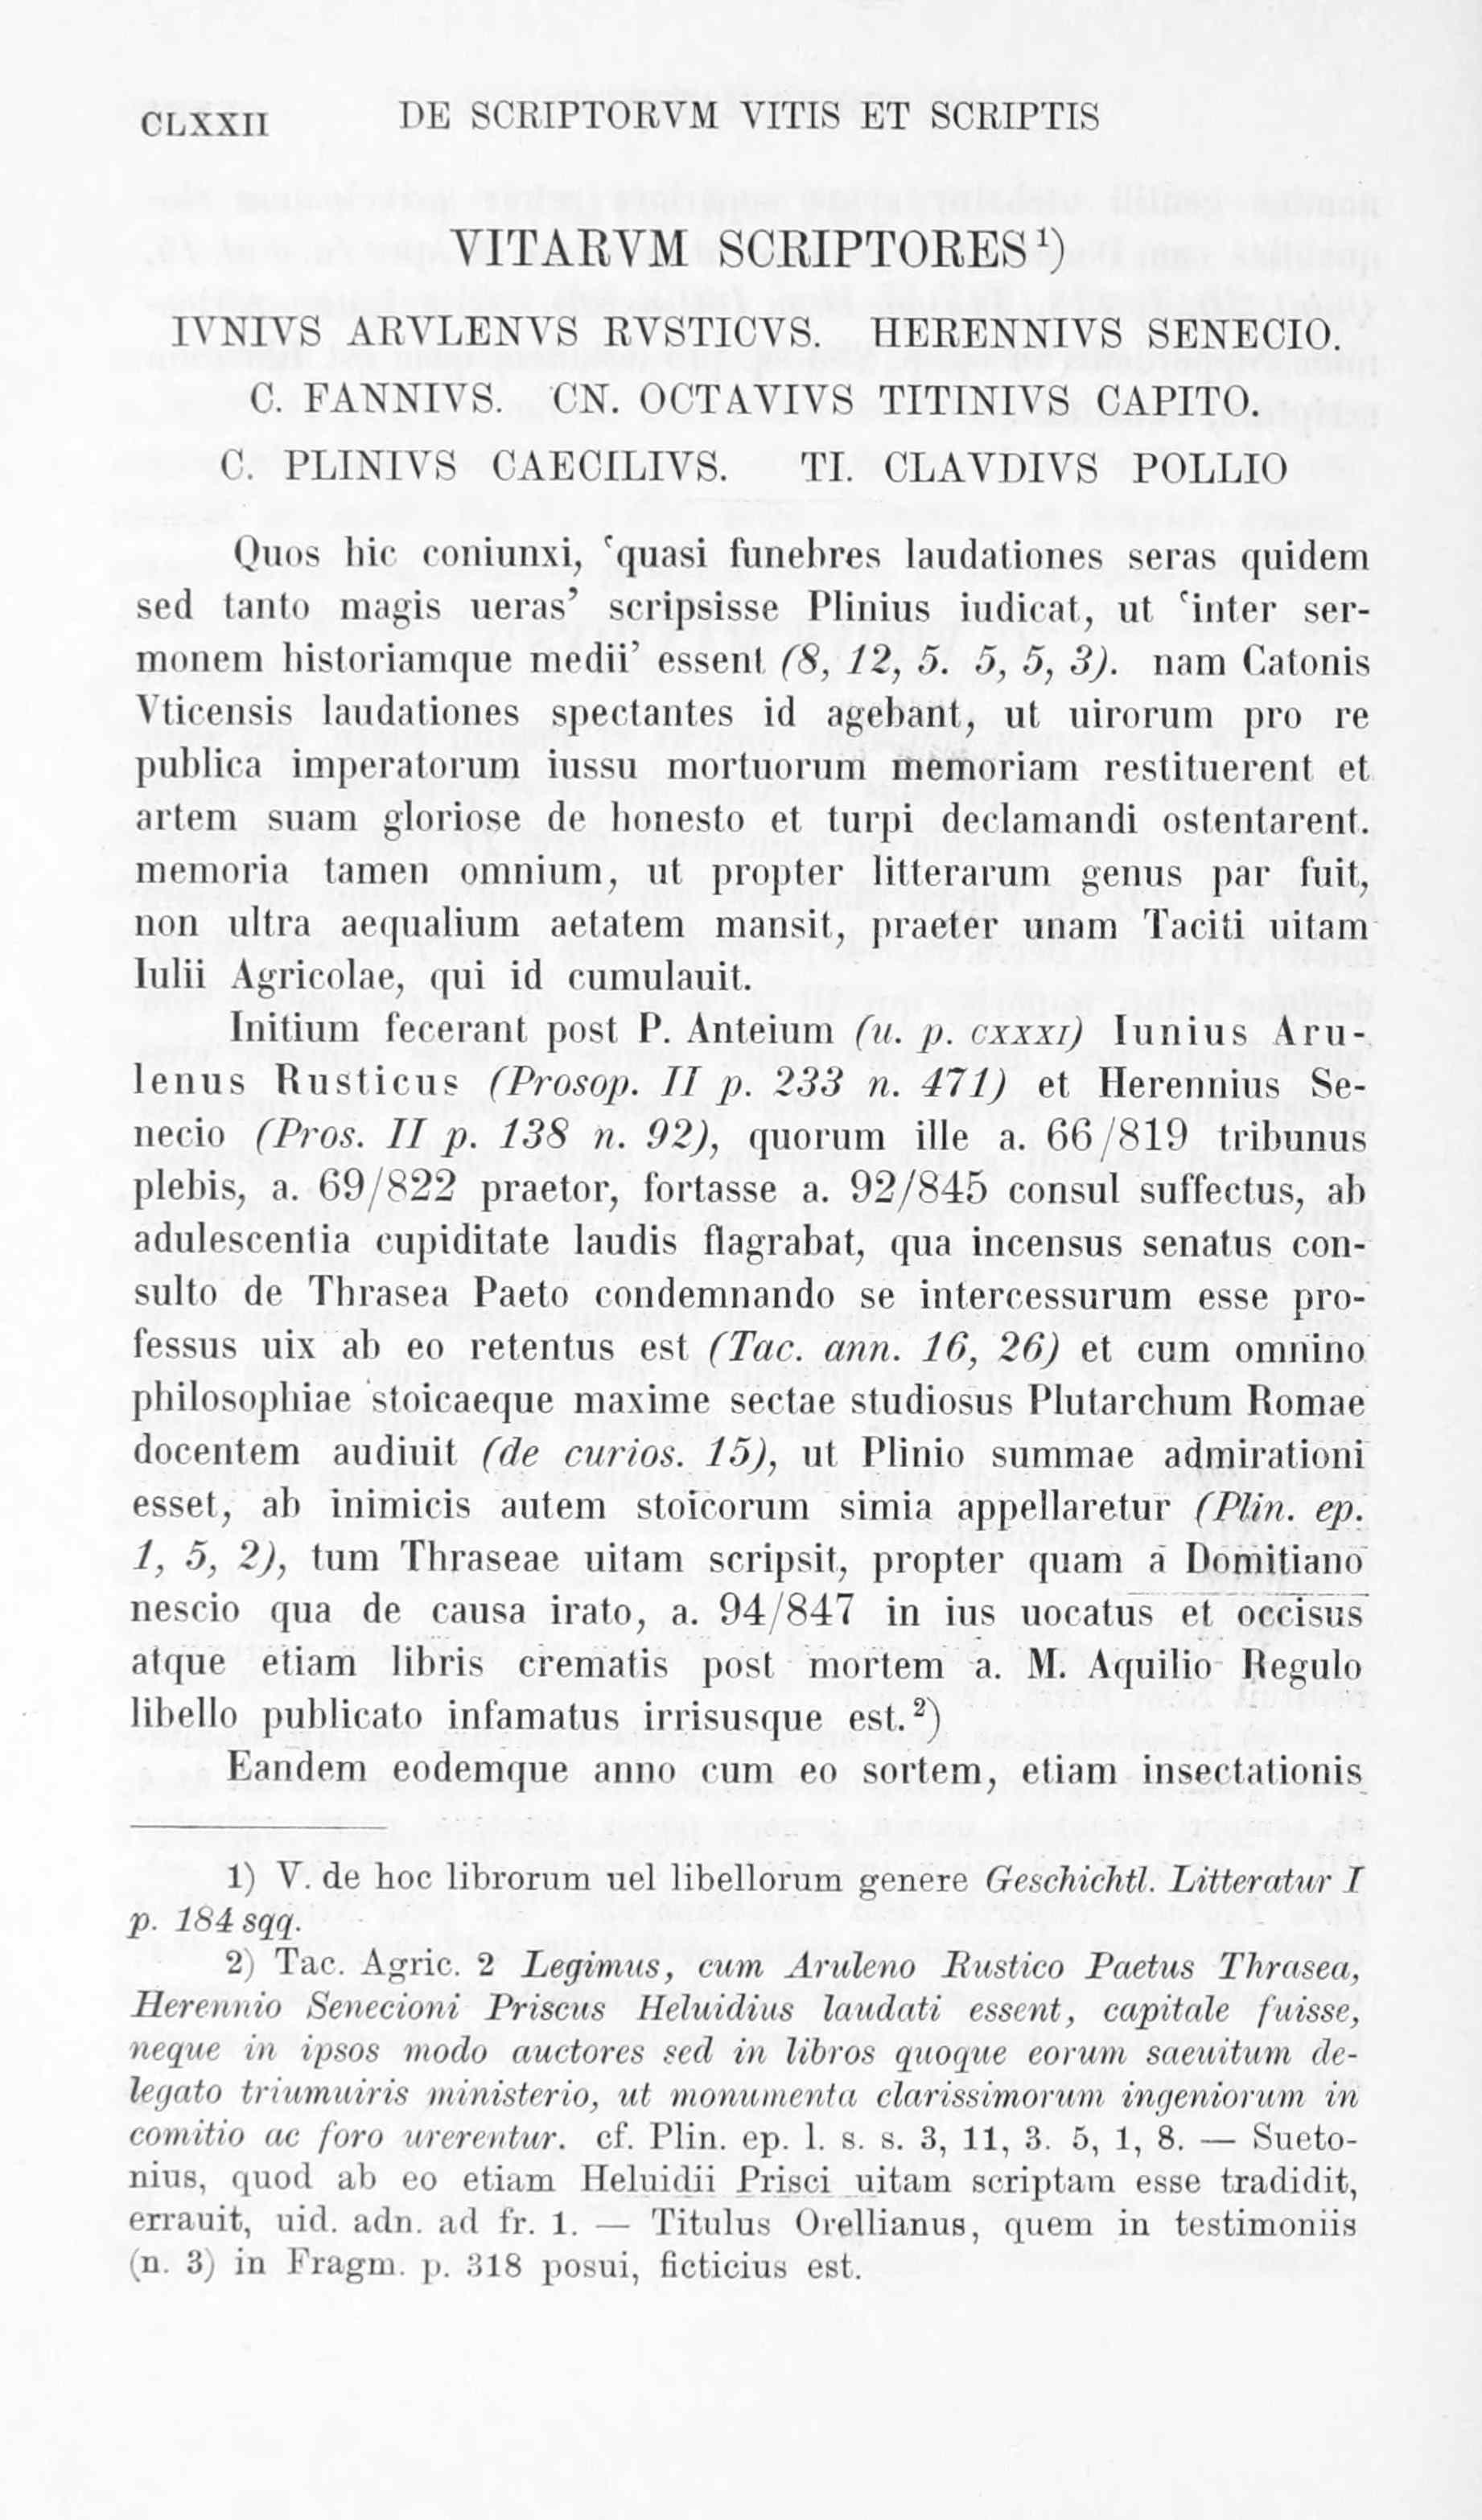 CLXXII DE SCRIPTORVM VITIS ET SCRIPTIS
VITARVM SCRIPTORES¹)
IVNIVS ARVLENVS RVSTICVS. HERENNIVS SENECIO.
C. FANNIVS. CN. OCTAVIVS TITINIVS CAPITO.
C. PLINIVS CAECILIVS. TI. CLAVDIVS POLLIO
Quos hic coniunxi, ‘quasi funebres laudationes seras quidem
sed tanto magis ueras’ scripsisse Plinius iudicat, ut ‘inter ser-
monem historiamque medii’ essent (8, 12, 5. 5, 5, 3). nam Catonis
Vticensis laudationes spectantes id agebant, ut uirorum pro re
publica imperatorum iussu mortuorum memoriam restituerent et
artem suam gloriose de honesto et turpi declamandi ostentarent.
memoria tamen omnium, ut propter litterarum genus par fuit,
non ultra aequalium aetatem mansit, praeter unam Taciti uitam
Iulii Agricolae, qui id cumulauit.
Initium fecerant post P. Anteium (u. p. CXXXI) Iunius Aru-
lenus Rusticus (Prosop. II p. 233 n. 471) et Herennius Se-
necio (Pros. II p. 138 n. 92), quorum ille a. 66/819 tribunus
plebis, a. 69/822 praetor, fortasse a. 92/845 consul suffectus, ab
adulescentia cupiditate laudis flagrabat, qua incensus senatus con-
sulto de Thrasea Paeto condemnando se intercessurum esse pro-
fessus uix ab eo retentus est (Tac. ann. 16, 26) et cum omnino
philosophiae stoicaeque maxime sectae studiosus Plutarchum Romae
docentem audiuit (de curios. 15), ut Plinio summae admirationi
esset, ab inimicis autem stoicorum simia appellaretur (Plin. ep.
1, 5, 2), tum Thraseae uitam scripsit, propter quam a Domitiano
nescio qua de causa irato, a. 94/847 in ius uocatus et occisus
atque etiam libris crematis post mortem a. M. Aquilio Regulo
libello publicato infamatus irrisusque est.²)
Eandem eodemque anno cum eo sortem, etiam insectationis
1) V. de hoc librorum uel libellorum genere Geschichtl. Litteratur I
p. 184 sqq.
2) Tac. Agric. 2 Legimus, cum Aruleno Rustico Paetus Thrasea,
Herennio Senecioni Priscus Heluidius laudati essent, capitale fuisse,
neque in ipsos modo auctores sed in libros quoque eorum saeuitum de-
legato triumuiris ministerio, ut monumenta clarissimorum ingeniorum in
comitio ac foro urerentur. cf. Plin. ep. l. s. s. 3, 11, 3. 5, 1, 8. — Sueto-
nius, quod ab eo etiam Heluidii Prisci uitam scriptam esse tradidit,
errauit, uid. adn. ad fr. 1. — Titulus Orellianus, quem in testimoniis
(n. 3) in Fragm. p. 318 posui, ficticius est.